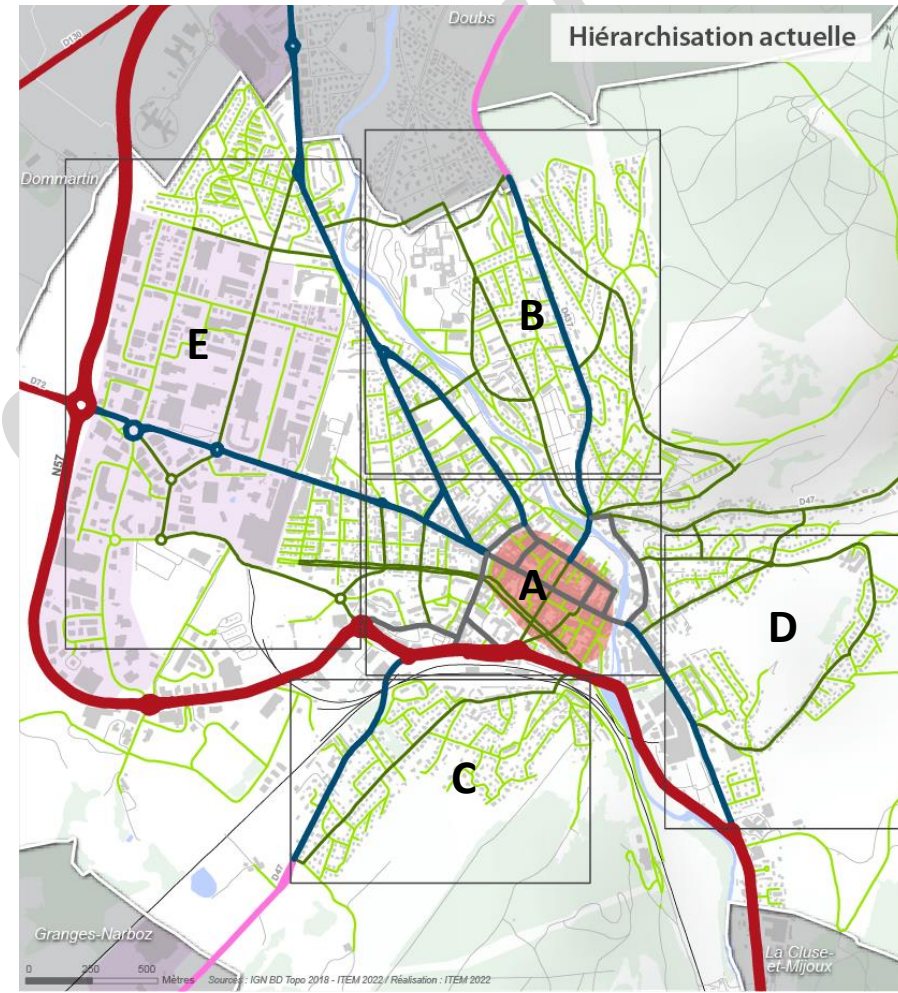 Doubs
Hiérarchisation actuelle
D130
N
Dommartin
B
D437
E
D72
N57
D47
A
D
C
D47
Granges-Narboz
La Cluse-
et-Mijoux
0 250 500
Mètres
Sources : IGN BD Topo 2018 - ITEM 2022 / Réalisation : ITEM 2022